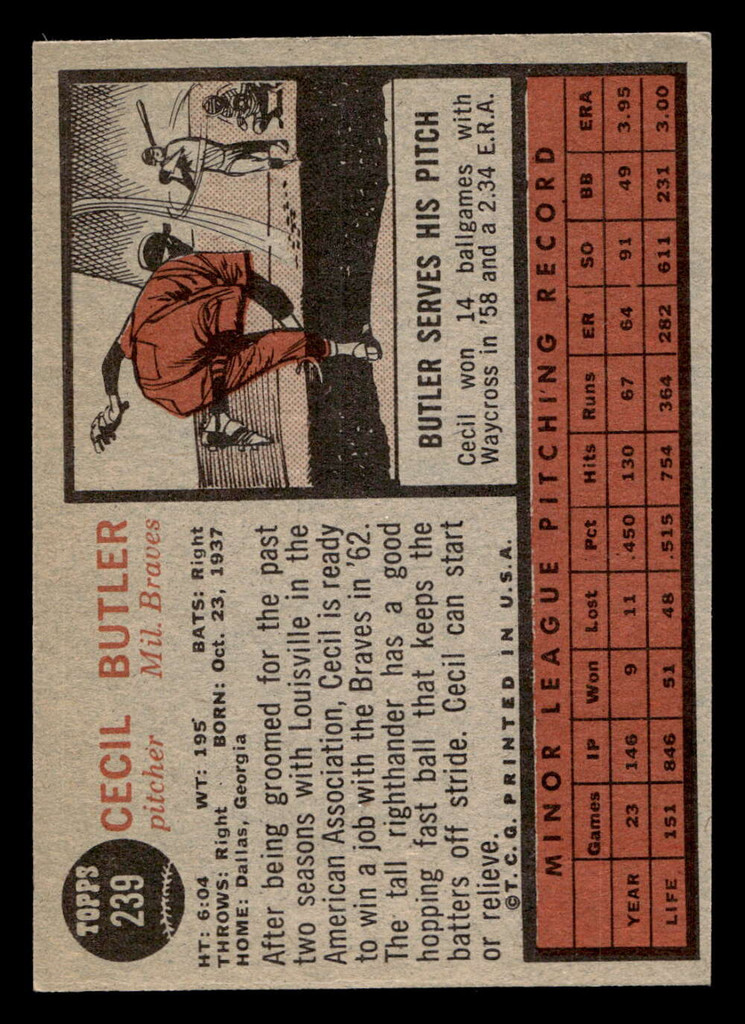 TOPPS
239
CECIL BUTLER
pitcher Mil. Braves
HT: 6:04 WT: 195 BATS: Right
THROWS: Right BORN: Oct. 23, 1937
HOME: Dallas, Georgia
After being groomed for the past
two seasons with Louisville in the
American Association, Cecil is ready
to win a job with the Braves in '62.
The tall righthander has a good
hopping fast ball that keeps the
batters off stride. Cecil can start
or relieve.
©T.C.G. PRINTED IN U.S.A.
BUTLER SERVES HIS PITCH
Cecil won 14 ballgames with
Waycross in '58 and a 2.34 E.R.A.
MINOR LEAGUE PITCHING RECORD
Games IP Won Lost Pct Hits Runs ER SO BB ERA
YEAR 23 146 9 11 .450 130 67 64 91 49 3.95
LIFE 151 846 51 48 .515 754 364 282 611 231 3.00